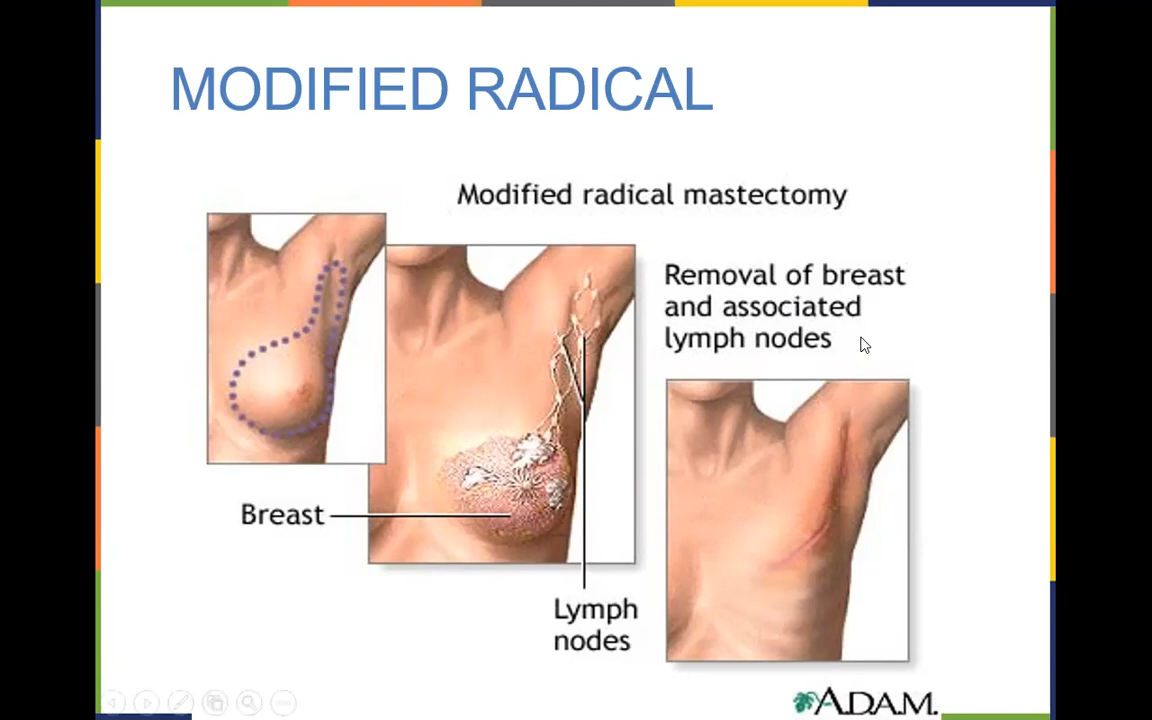 MODIFIED RADICAL
Modified radical mastectomy
Removal of breast
and associated
lymph nodes
Breast
Lymph
nodes
A.D.A.M.